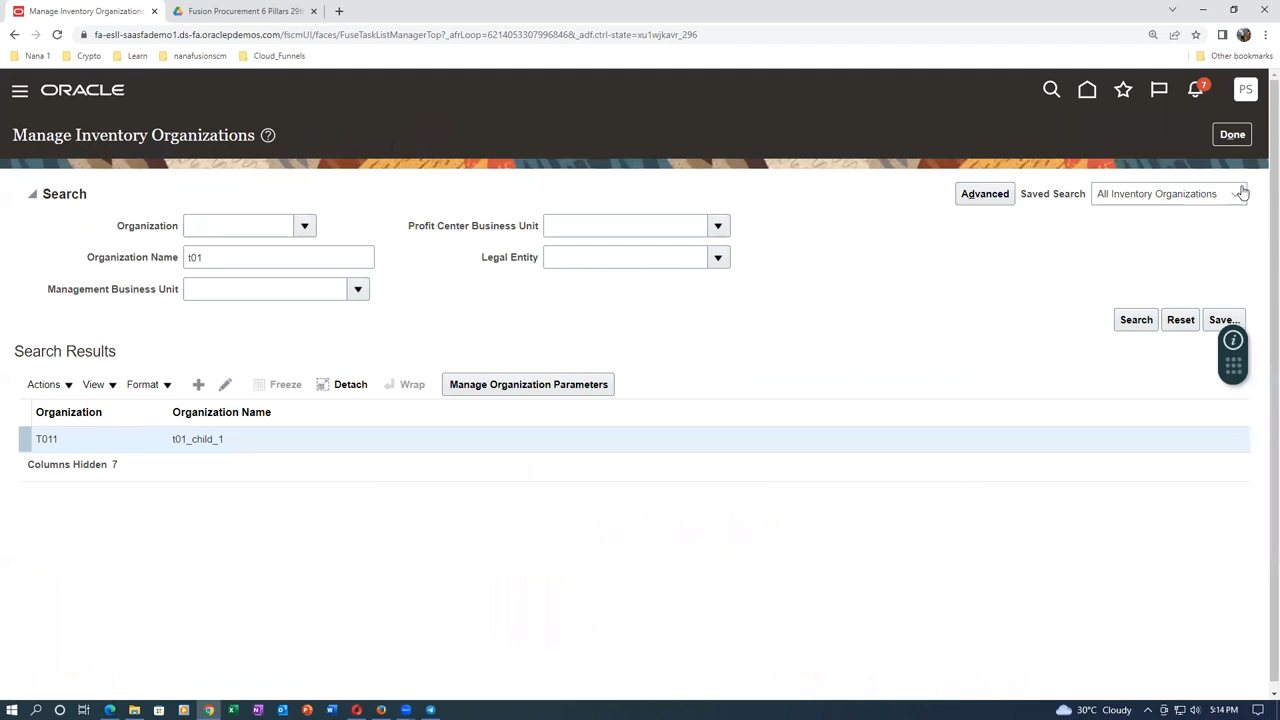 Manage Inventory Organizations
Fusion Procurement 6 Pillars 29t
fa-esll-saasfademo1.ds-fa.oraclepdemos.com/fscmUI/faces/FuseTaskListManagerTop?_afrLoop=62140533079966846&_adf.ctrl-state=xu1wjkavr_296
Nana 1
Crypto
Learn
nanafusionscm
Cloud_Funnels
Other bookmarks
ORACLE
7
PS
Manage Inventory Organizations
Done
Search
Advanced
Saved Search
All Inventory Organizations
Organization
Profit Center Business Unit
Organization Name
t01
Legal Entity
Management Business Unit
Search
Reset
Save...
Search Results
Actions
View
Format
Freeze
Detach
Wrap
Manage Organization Parameters
Organization
Organization Name
T011
t01_child_1
Columns Hidden 7
30°C Cloudy
5:14 PM